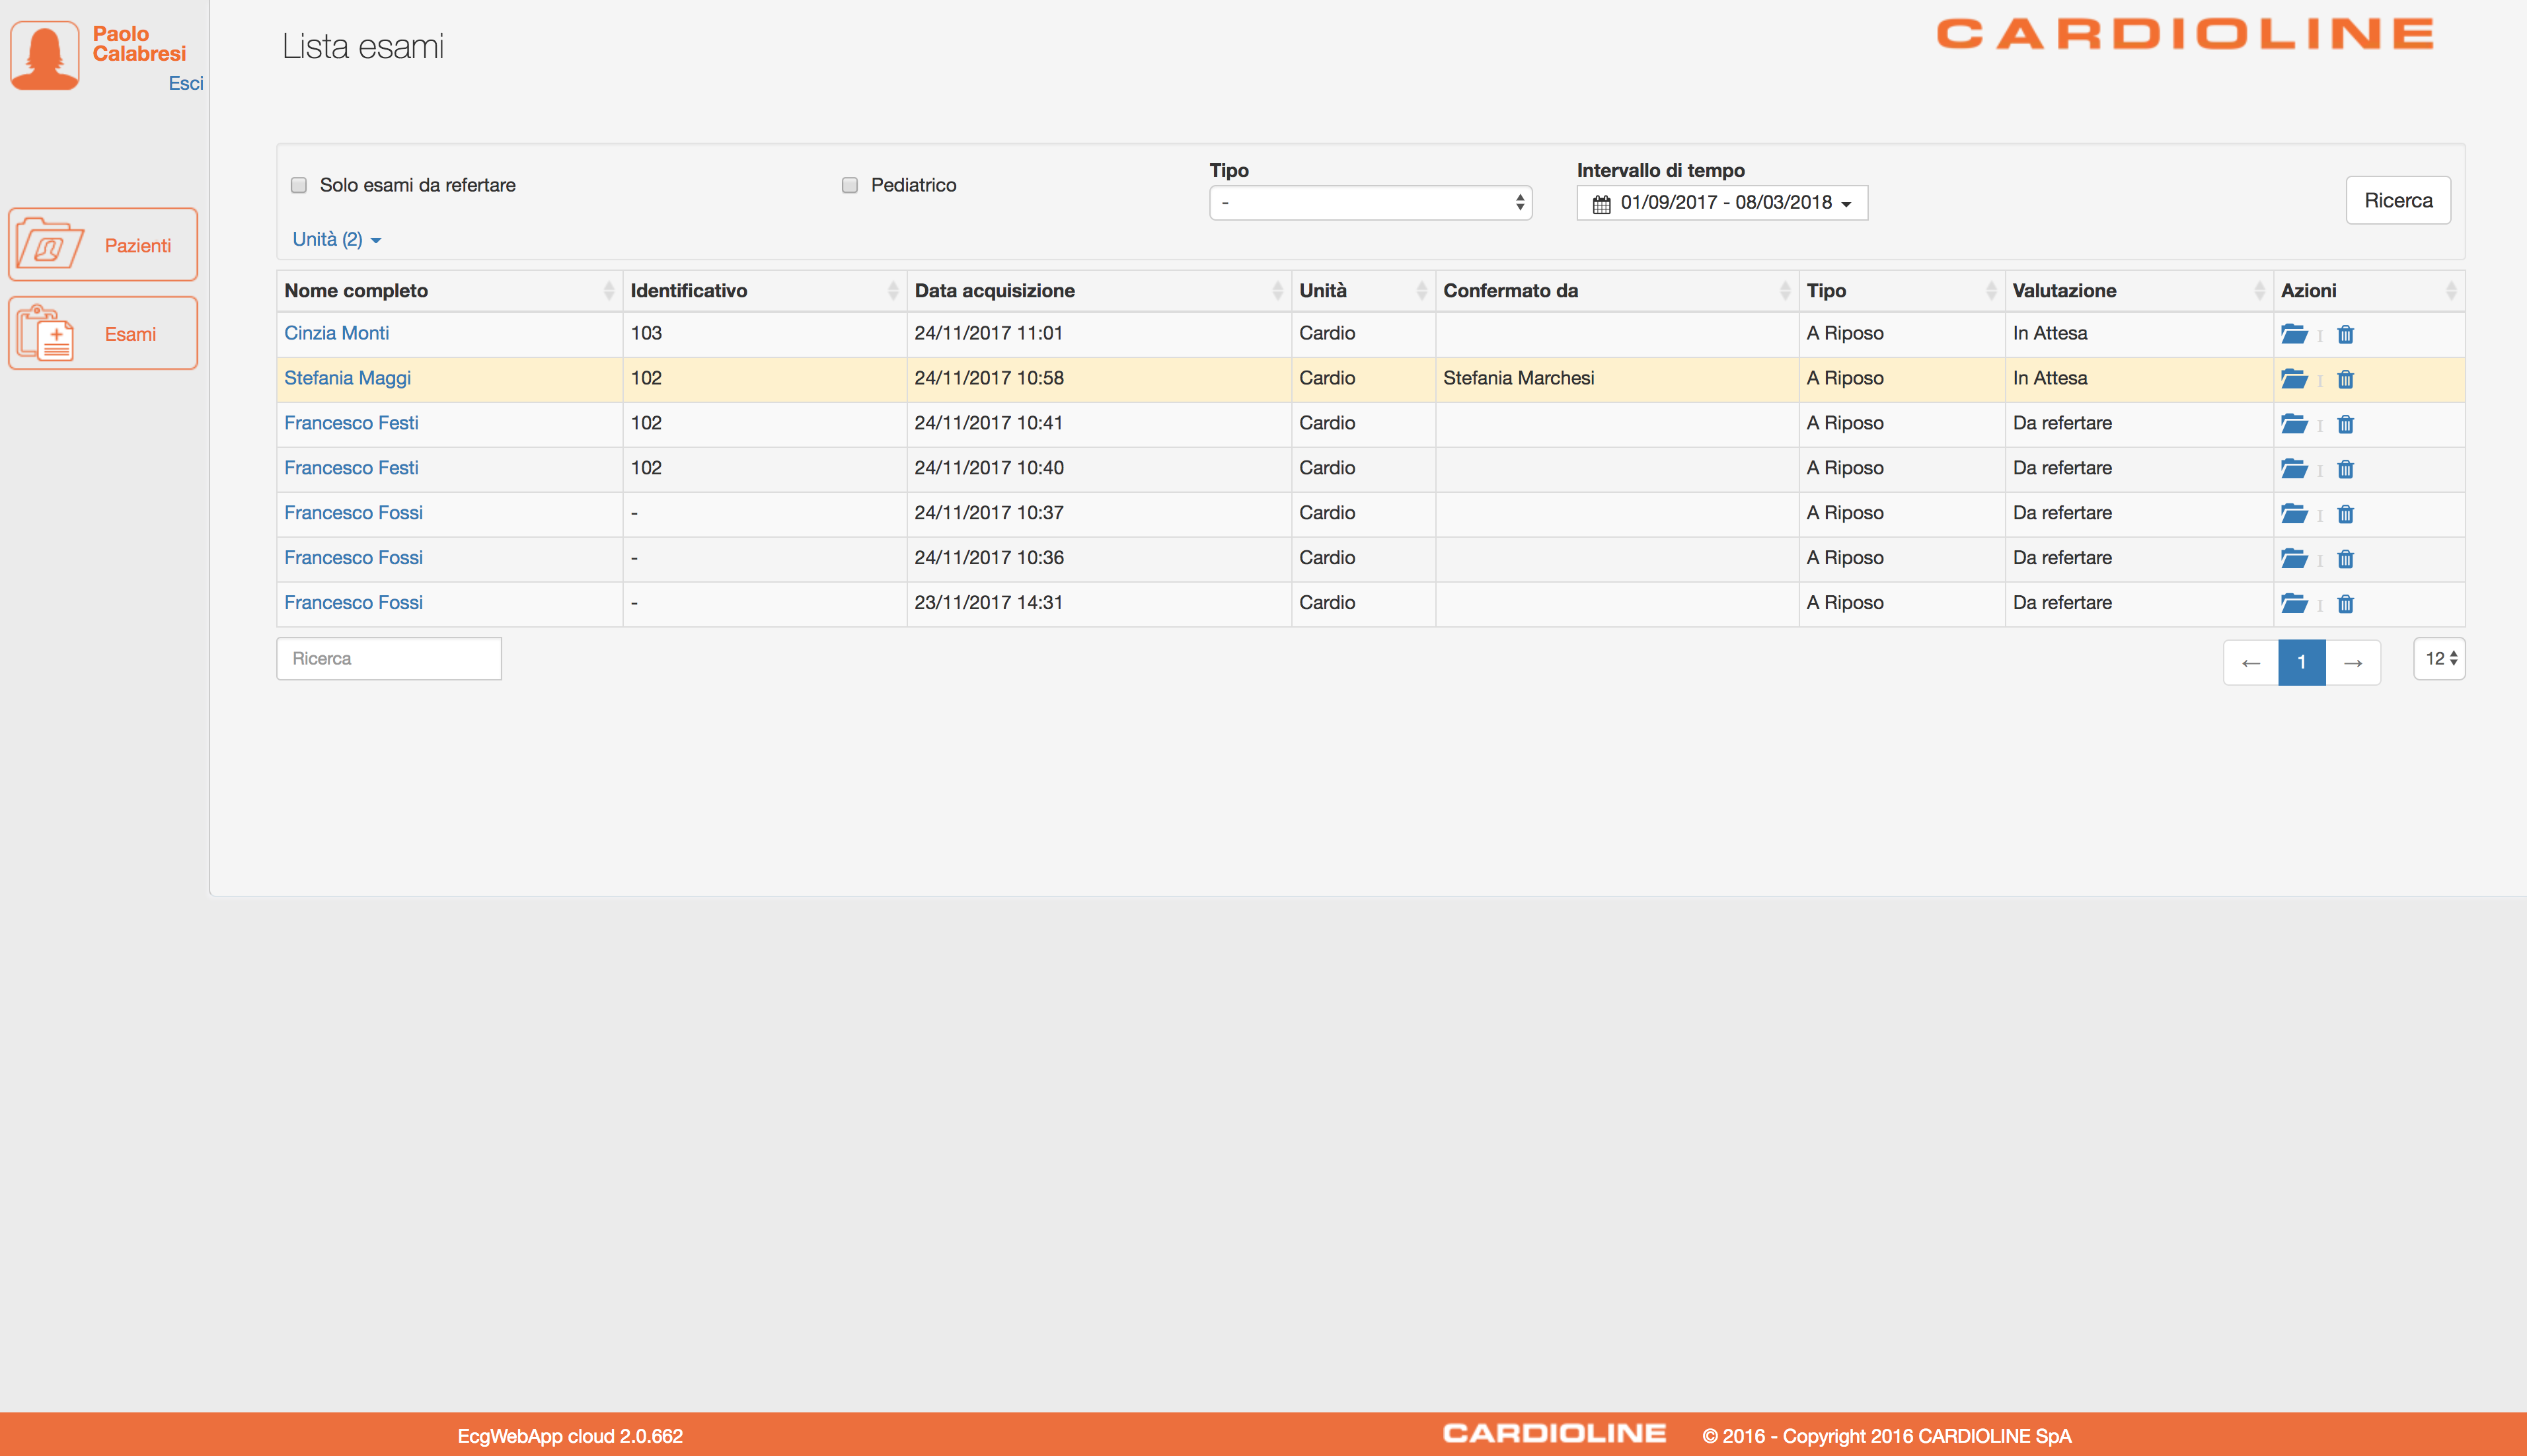 Paolo
Calabresi
Esci
Lista esami
CARDIOLINE
Pazienti
Esami
Solo esami da refertare
Pediatrico
Tipo
-
Intervallo di tempo
01/09/2017 - 08/03/2018
Ricerca
Unità (2)
Nome completo Identificativo Data acquisizione Unità Confermato da Tipo Valutazione Azioni
Cinzia Monti 103 24/11/2017 11:01 Cardio A Riposo In Attesa
Stefania Maggi 102 24/11/2017 10:58 Cardio Stefania Marchesi A Riposo In Attesa
Francesco Festi 102 24/11/2017 10:41 Cardio A Riposo Da refertare
Francesco Festi 102 24/11/2017 10:40 Cardio A Riposo Da refertare
Francesco Fossi - 24/11/2017 10:37 Cardio A Riposo Da refertare
Francesco Fossi - 24/11/2017 10:36 Cardio A Riposo Da refertare
Francesco Fossi - 23/11/2017 14:31 Cardio A Riposo Da refertare
Ricerca
← 1 → 12
EcgWebApp cloud 2.0.662 CARDIOLINE © 2016 - Copyright 2016 CARDIOLINE SpA